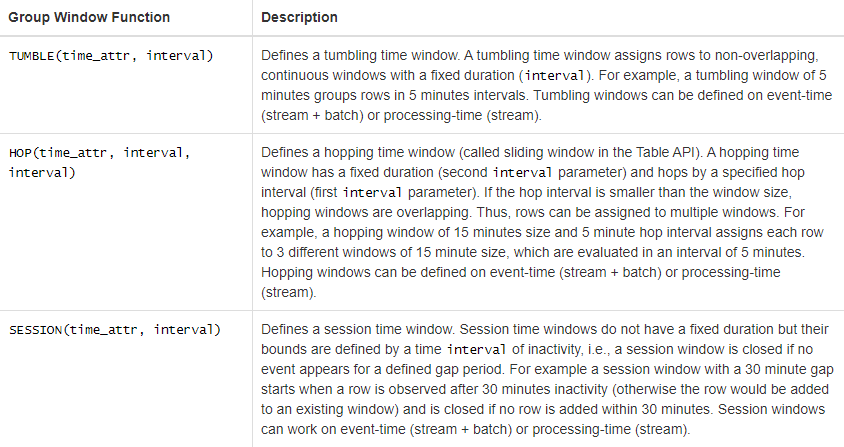 Group Window Function Description
TUMBLE(time_attr, interval)
Defines a tumbling time window. A tumbling time window assigns rows to non-overlapping,
continuous windows with a fixed duration (interval). For example, a tumbling window of 5
minutes groups rows in 5 minutes intervals. Tumbling windows can be defined on event-time
(stream + batch) or processing-time (stream).
HOP(time_attr, interval,
interval)
Defines a hopping time window (called sliding window in the Table API). A hopping time
window has a fixed duration (second interval parameter) and hops by a specified hop
interval (first interval parameter). If the hop interval is smaller than the window size,
hopping windows are overlapping. Thus, rows can be assigned to multiple windows. For
example, a hopping window of 15 minutes size and 5 minute hop interval assigns each row
to 3 different windows of 15 minute size, which are evaluated in an interval of 5 minutes.
Hopping windows can be defined on event-time (stream + batch) or processing-time
(stream).
SESSION(time_attr, interval)
Defines a session time window. Session time windows do not have a fixed duration but their
bounds are defined by a time interval of inactivity, i.e., a session window is closed if no
event appears for a defined gap period. For example a session window with a 30 minute gap
starts when a row is observed after 30 minutes inactivity (otherwise the row would be added
to an existing window) and is closed if no row is added within 30 minutes. Session windows
can work on event-time (stream + batch) or processing-time (stream).